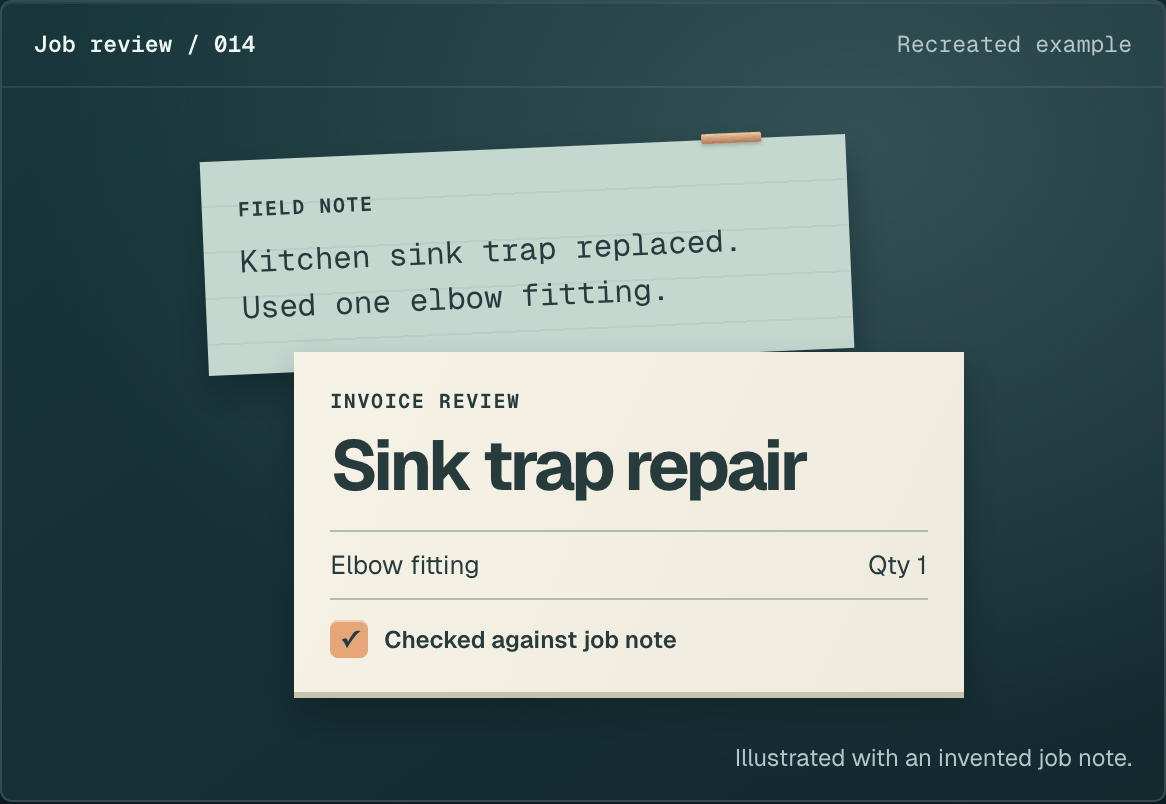 Job review / 014
Recreated example
FIELD NOTE
Kitchen sink trap replaced.
Used one elbow fitting.
INVOICE REVIEW
Sink trap repair
Elbow fitting
Qty 1
✓ Checked against job note
Illustrated with an invented job note.